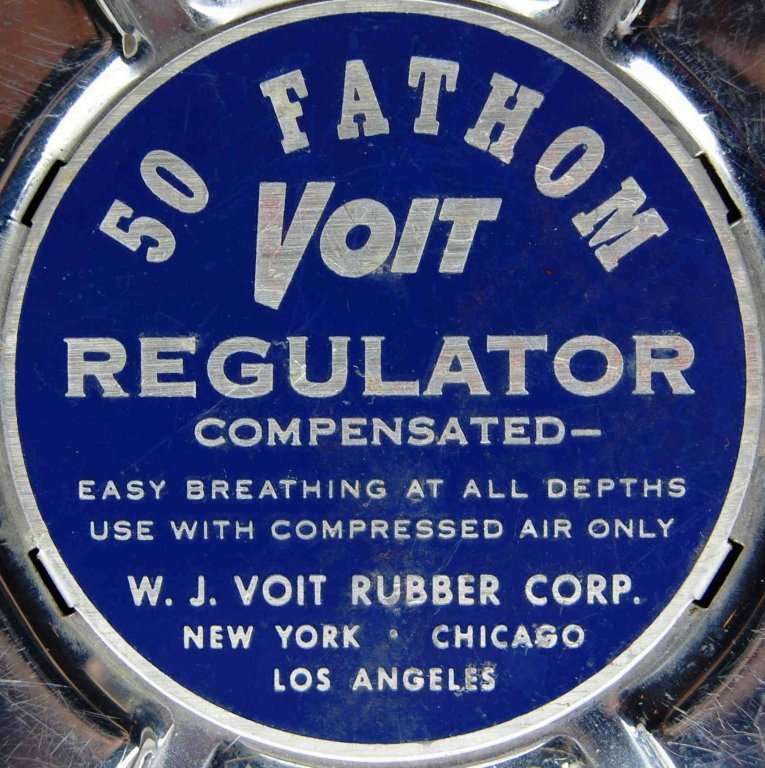 50 FATHOM
VOIT
REGULATOR
COMPENSATED—
EASY BREATHING AT ALL DEPTHS
USE WITH COMPRESSED AIR ONLY
W. J. VOIT RUBBER CORP.
NEW YORK · CHICAGO
LOS ANGELES